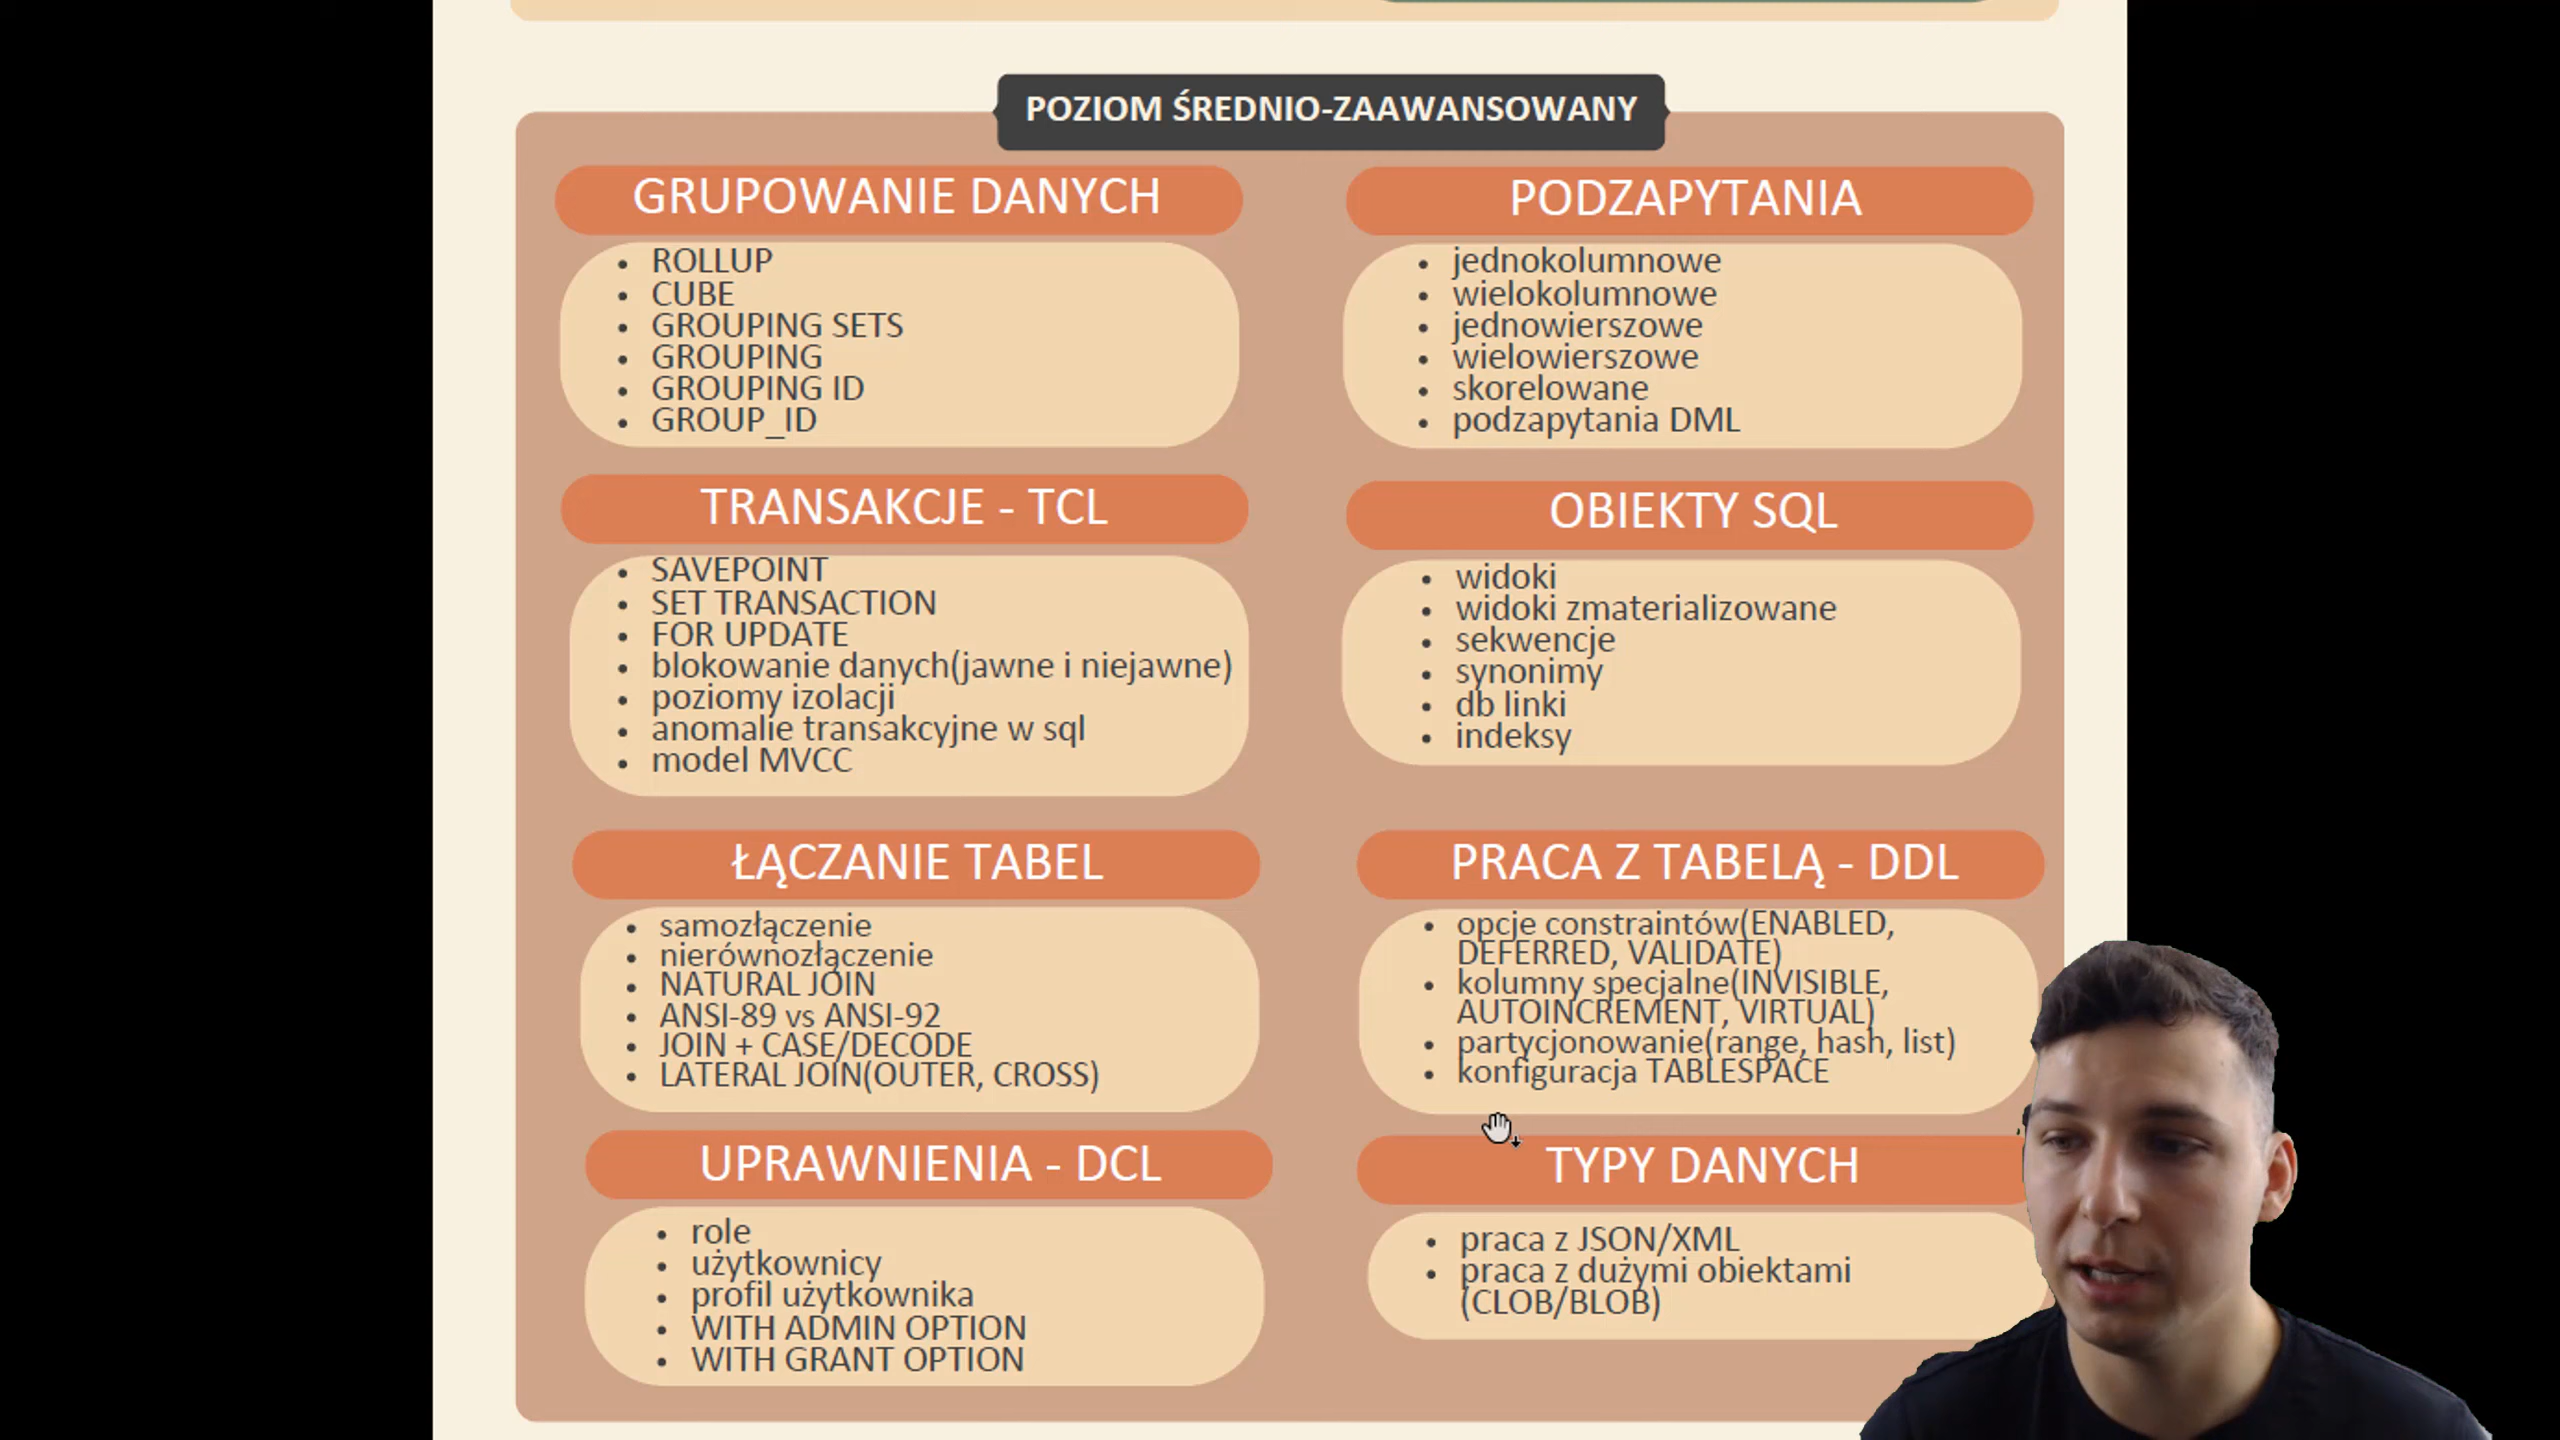 POZIOM ŚREDNIO-ZAAWANSOWANY
GRUPOWANIE DANYCH
ROLLUP
CUBE
GROUPING SETS
GROUPING
GROUPING ID
GROUP_ID
PODZAPYTANIA
jednokolumnowe
wielokolumnowe
jednowierszowe
wielowierszowe
skorelowane
podzapytania DML
TRANSAKCJE - TCL
SAVEPOINT
SET TRANSACTION
FOR UPDATE
blokowanie danych(jawne i niejawne)
poziomy izolacji
anomalie transakcyjne w sql
model MVCC
OBIEKTY SQL
widoki
widoki zmaterializowane
sekwencje
synonimy
db linki
indeksy
ŁĄCZANIE TABEL
samozłączenie
nierównozłączenie
NATURAL JOIN
ANSI-89 vs ANSI-92
JOIN + CASE/DECODE
LATERAL JOIN(OUTER, CROSS)
PRACA Z TABELĄ - DDL
opcje constraintów(ENABLED,
DEFERRED, VALIDATE)
kolumny specjalne(INVISIBLE,
AUTOINCREMENT, VIRTUAL)
partycjonowanie(range, hash, list)
konfiguracja TABLESPACE
UPRAWNIENIA - DCL
role
użytkownicy
profil użytkownika
WITH ADMIN OPTION
WITH GRANT OPTION
TYPY DANYCH
praca z JSON/XML
praca z dużymi obiektami
(CLOB/BLOB)